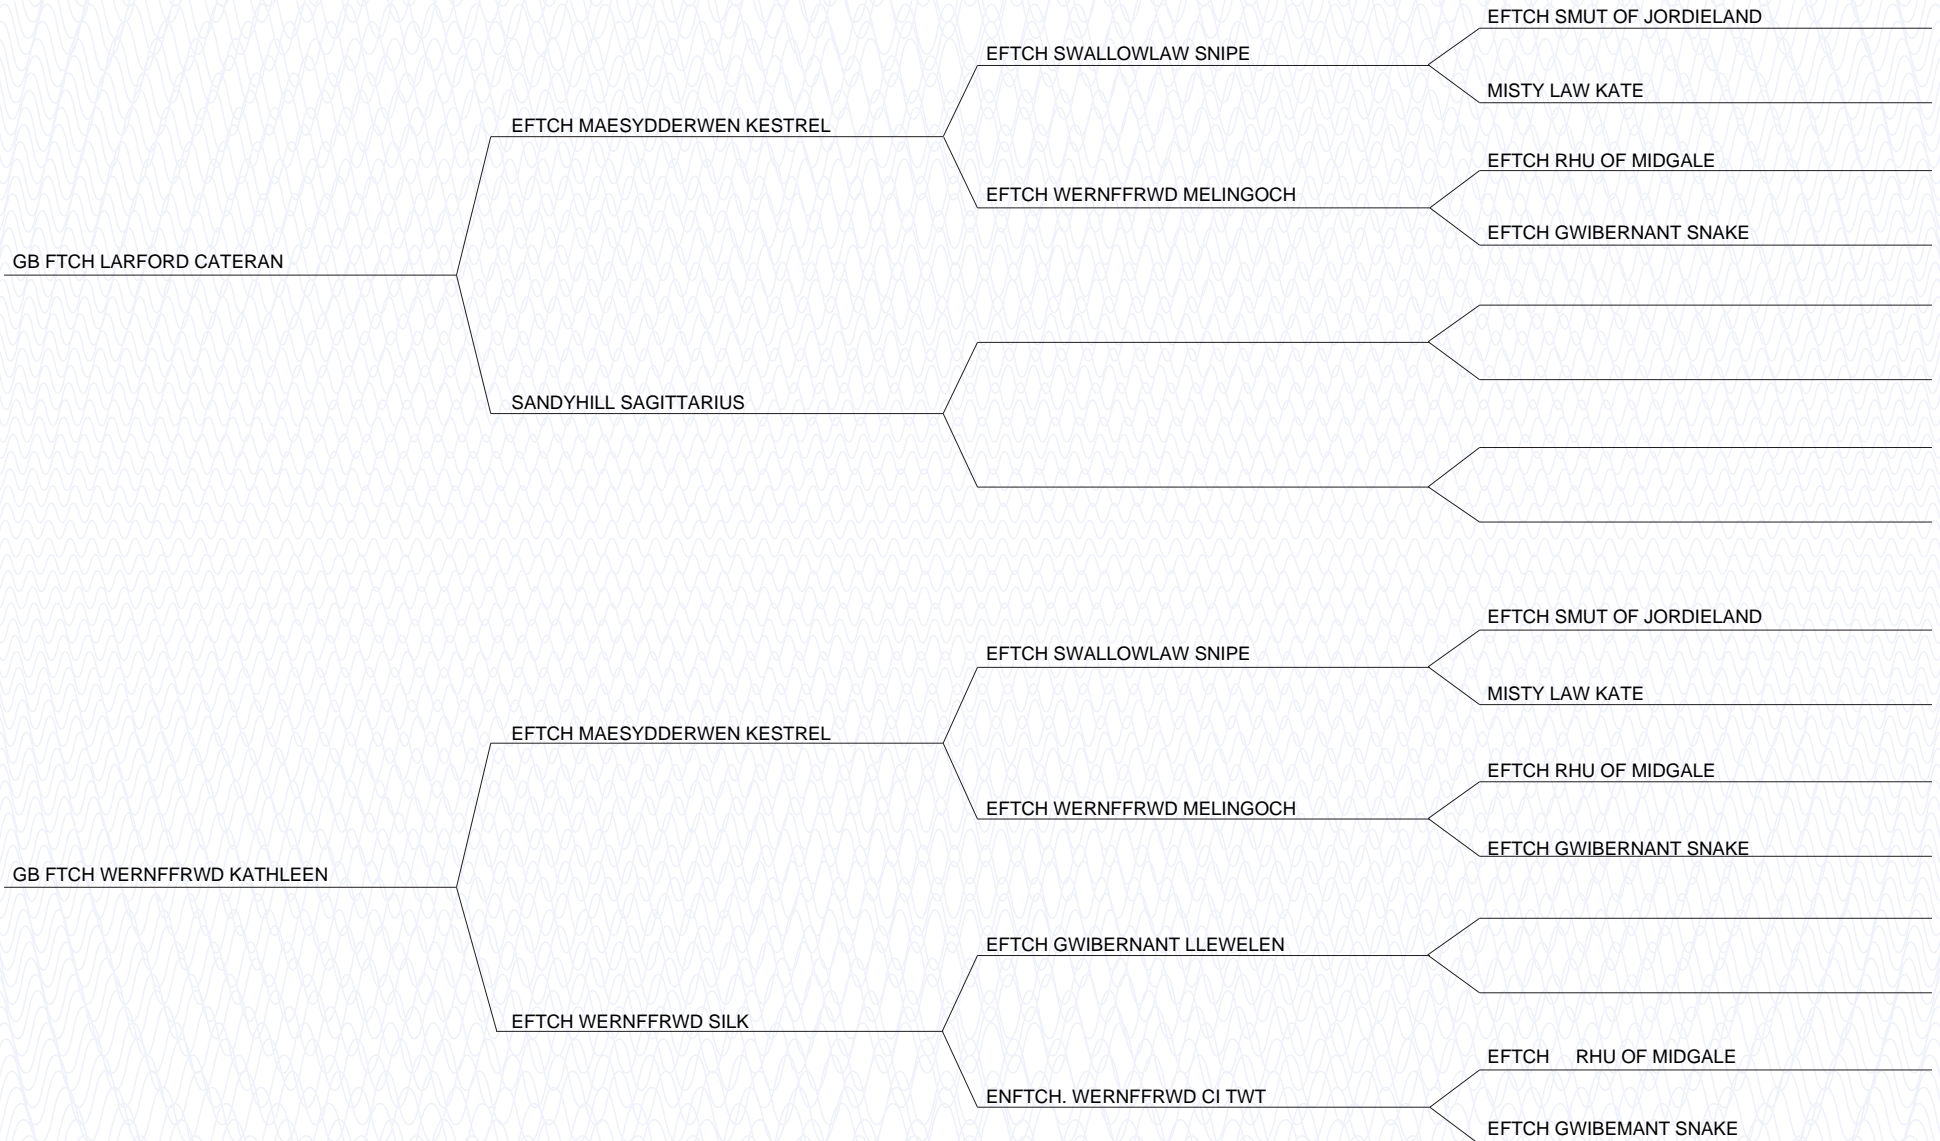 EFTCH SMUT OF JORDIELAND
EFTCH SWALLOWLAW SNIPE
MISTY LAW KATE
EFTCH MAESYDDERWEN KESTREL
EFTCH RHU OF MIDGALE
EFTCH WERNFFRWD MELINGOCH
EFTCH GWIBERNANT SNAKE
GB FTCH LARFORD CATERAN
SANDYHILL SAGITTARIUS
EFTCH SMUT OF JORDIELAND
EFTCH SWALLOWLAW SNIPE
MISTY LAW KATE
EFTCH MAESYDDERWEN KESTREL
EFTCH RHU OF MIDGALE
EFTCH WERNFFRWD MELINGOCH
EFTCH GWIBERNANT SNAKE
GB FTCH WERNFFRWD KATHLEEN
EFTCH GWIBERNANT LLEWELEN
EFTCH WERNFFRWD SILK
EFTCH RHU OF MIDGALE
ENFTCH. WERNFFRWD CI TWT
EFTCH GWIBEMANT SNAKE